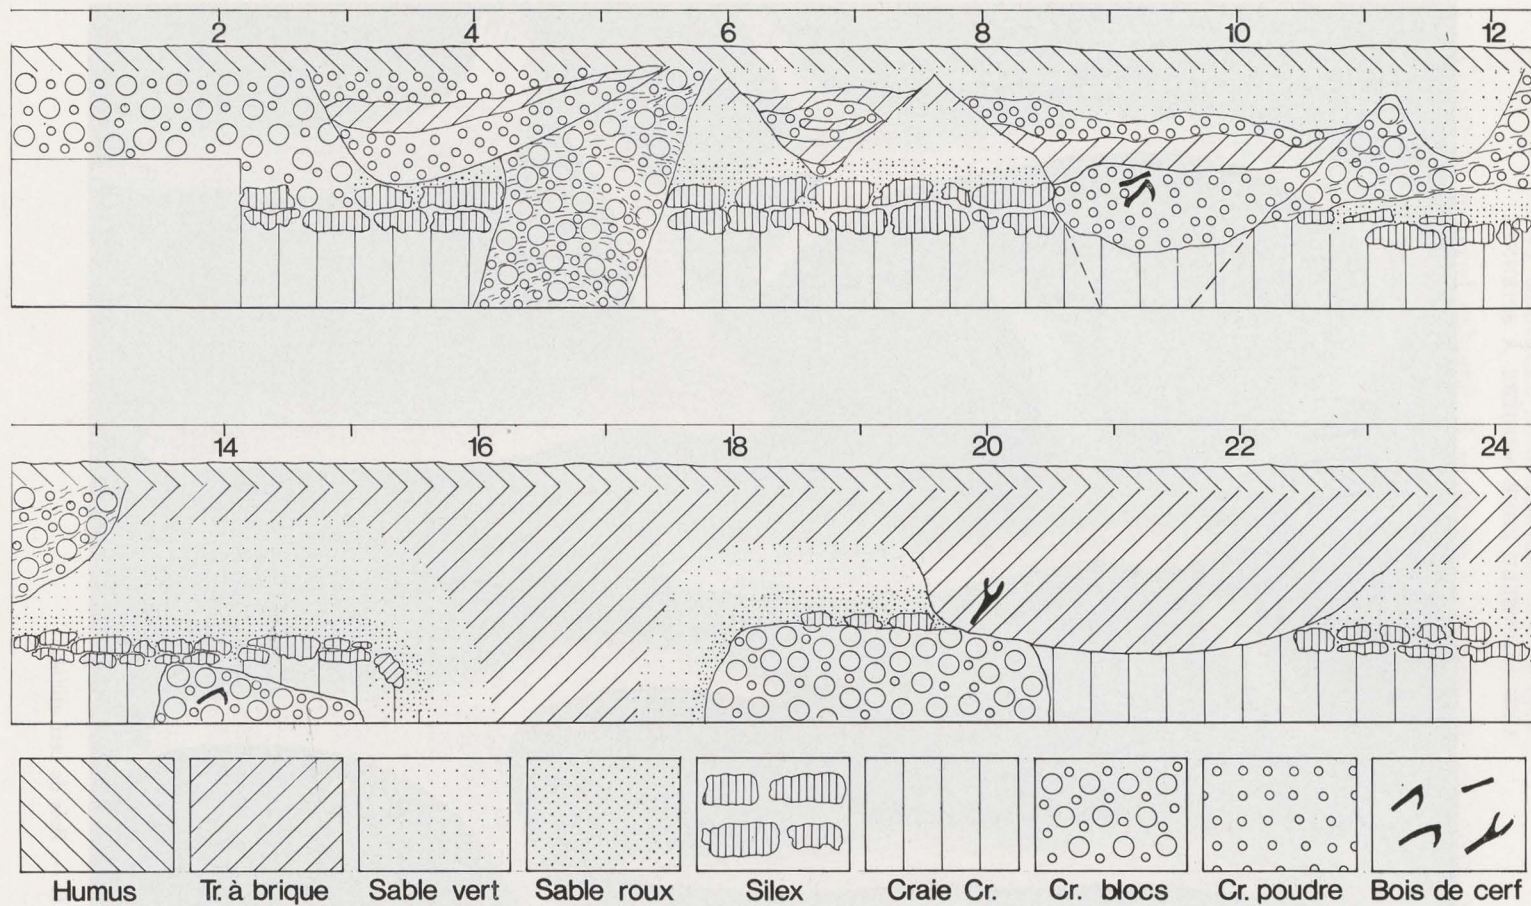 2 4 6 8 10 12
14 16 18 20 22 24
Humus Tr. à brique Sable vert Sable roux Silex Craie Cr. Cr. blocs Cr. poudre Bois de cerf